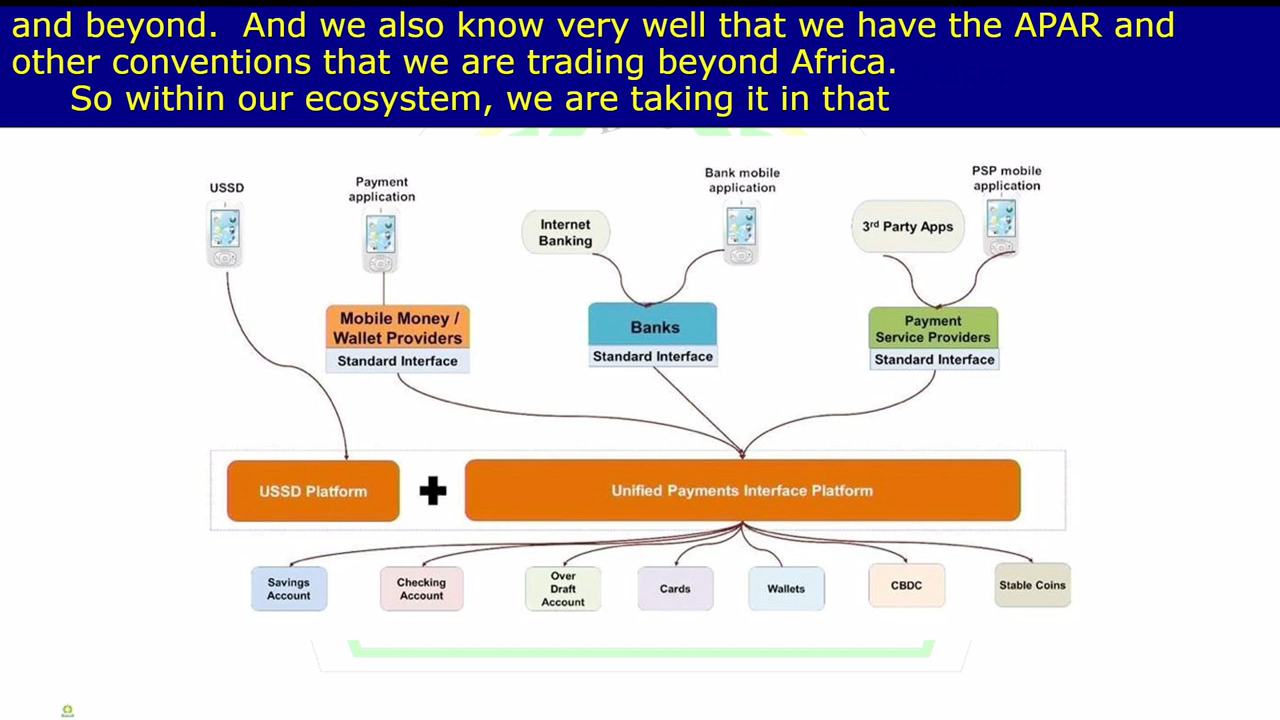 and beyond.  And we also know very well that we have the APAR and
other conventions that we are trading beyond Africa.
So within our ecosystem, we are taking it in that
USSD
Payment
application
Internet
Banking
Bank mobile
application
3rd Party Apps
PSP mobile
application
Mobile Money /
Wallet Providers
Standard Interface
Banks
Standard Interface
Payment
Service Providers
Standard Interface
USSD Platform
Unified Payments Interface Platform
Savings
Account
Checking
Account
Over
Draft
Account
Cards
Wallets
CBDC
Stable Coins